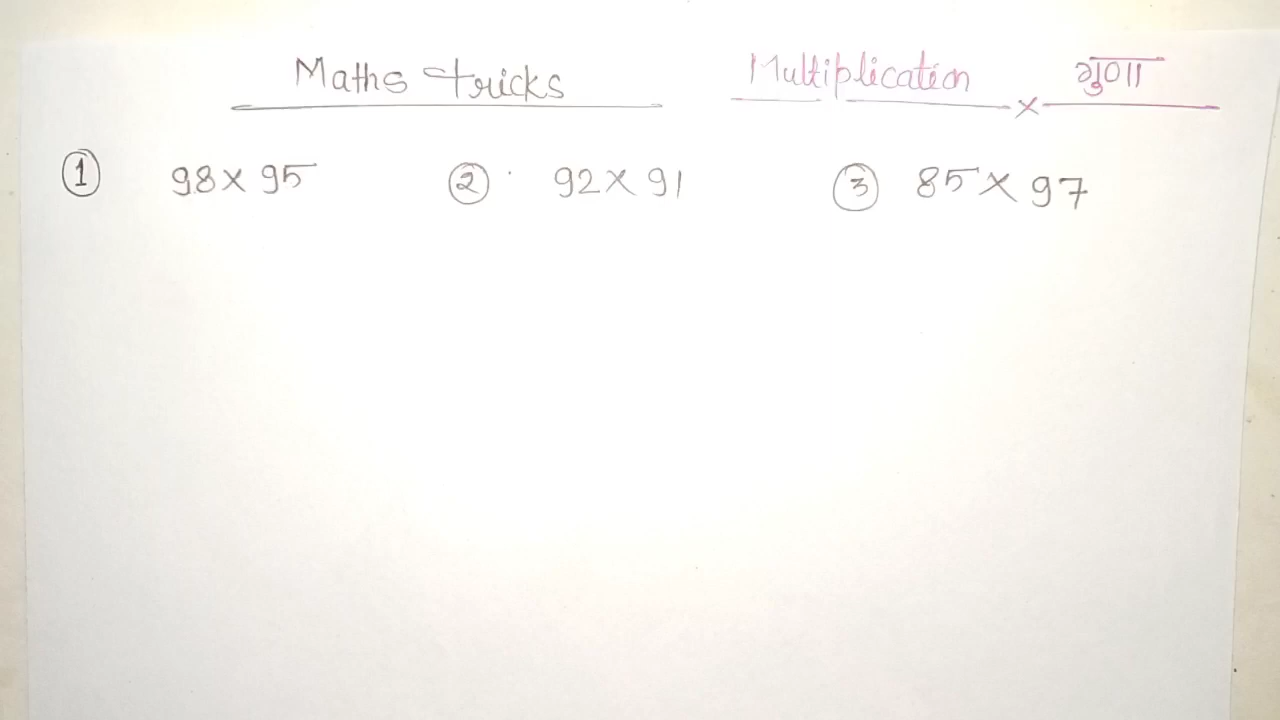 Maths tricks Multiplication × गुणा
① 98 × 95 ② 92 × 91 ③ 85 × 97